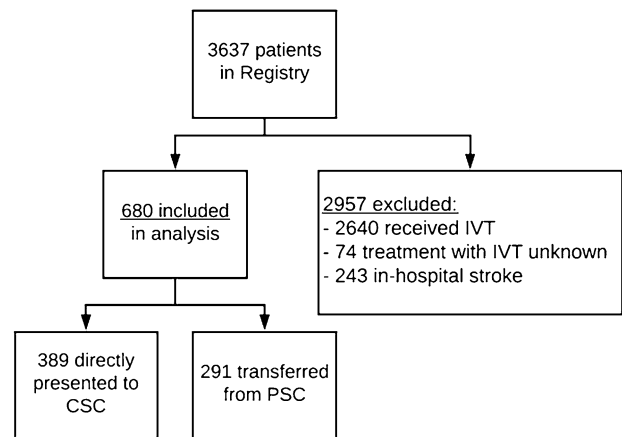 3637 patients
in Registry
680 included
in analysis
2957 excluded:
- 2640 received IVT
- 74 treatment with IVT unknown
- 243 in-hospital stroke
389 directly
presented to
CSC
291 transferred
from PSC